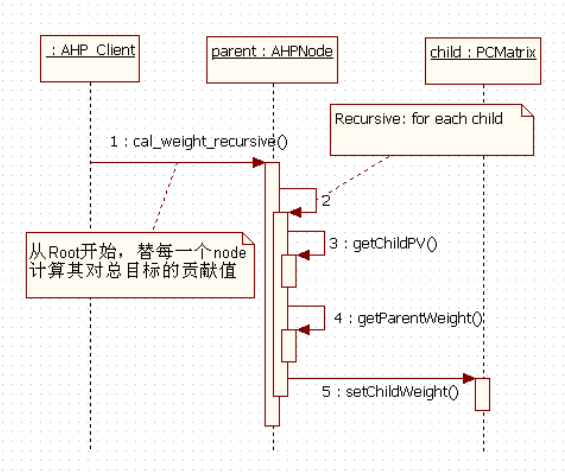 : AHP_Client
parent : AHPNode
child : PCMatrix
Recursive: for each child
1 : cal_weight_recursive()
2
3 : getChildPV()
从Root开始，替每一个node
计算其对总目标的贡献值
4 : getParentWeight()
5 : setChildWeight()